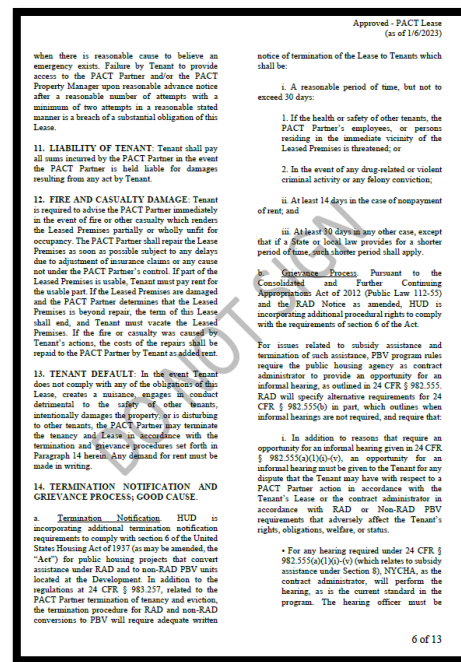 Approved - PACT Lease
(as of 1/6/2023)
when there is reasonable cause to believe an
emergency exists. Failure by Tenant to provide
access to the PACT Partner and/or the PACT
Property Manager upon reasonable advance notice
after a reasonable number of attempts with a
minimum of two attempts in a reasonable stated
manner is a breach of a substantial obligation of this
Lease.
11. LIABILITY OF TENANT: Tenant shall pay
all sums incurred by the PACT Partner in the event
the PACT Partner is held liable for damages
resulting from any act by Tenant.
12. FIRE AND CASUALTY DAMAGE: Tenant
is required to advise the PACT Partner immediately
in the event of fire or other casualty which renders
the Leased Premises partially or wholly unfit for
occupancy. The PACT Partner shall repair the Lease
Premises as soon as possible subject to any delays
due to adjustment of insurance claims or any cause
not under the PACT Partner's control. If part of the
Leased Premises is usable, Tenant must pay rent for
the usable part. If the Leased Premises are damaged
and the PACT Partner determines that the Leased
Premises is beyond repair, the term of this Lease
shall end, and Tenant must vacate the Leased
Premises. If the fire or casualty was caused by
Tenant's actions, the costs of the repairs shall be
repaid to the PACT Partner by Tenant as added rent.
13. TENANT DEFAULT: In the event Tenant
does not comply with any of the obligations of this
Lease, creates a nuisance, engages in conduct
detrimental to the safety of other tenants,
intentionally damages the property, or is disturbing
to other tenants, the PACT Partner may terminate
the tenancy and Lease in accordance with the
termination and grievance procedures set forth in
Paragraph 14 herein. Any demand for rent must be
made in writing.
14. TERMINATION NOTIFICATION AND
GRIEVANCE PROCESS; GOOD CAUSE.
a. Termination Notification. HUD is
incorporating additional termination notification
requirements to comply with section 6 of the United
States Housing Act of 1937 (as may be amended, the
"Act") for public housing projects that convert
assistance under RAD and to non-RAD PBV units
located at the Development. In addition to the
regulations at 24 CFR § 983.257, related to the
PACT Partner termination of tenancy and eviction,
the termination procedure for RAD and non-RAD
conversions to PBV will require adequate written
notice of termination of the Lease to Tenants which
shall be:
i. A reasonable period of time, but not to
exceed 30 days:
1. If the health or safety of other tenants, the
PACT Partner's employees, or persons
residing in the immediate vicinity of the
Leased Premises is threatened; or
2. In the event of any drug-related or violent
criminal activity or any felony conviction;
ii. At least 14 days in the case of nonpayment
of rent; and
iii. At least 30 days in any other case, except
that if a State or local law provides for a shorter
period of time, such shorter period shall apply.
b. Grievance Process. Pursuant to the
Consolidated and Further Continuing
Appropriations Act of 2012 (Public Law 112-55)
and the RAD Notice as amended, HUD is
incorporating additional procedural rights to comply
with the requirements of section 6 of the Act.
For issues related to subsidy assistance and
termination of such assistance, PBV program rules
require the public housing agency as contract
administrator to provide an opportunity for an
informal hearing, as outlined in 24 CFR § 982.555.
RAD will specify alternative requirements for 24
CFR § 982.555(b) in part, which outlines when
informal hearings are not required, and require that:
i. In addition to reasons that require an
opportunity for an informal hearing given in 24 CFR
§ 982.555(a)(1)(i)-(v), an opportunity for an
informal hearing must be given to the Tenant for any
dispute that the Tenant may have with respect to a
PACT Partner action in accordance with the
Tenant's Lease or the contract administrator in
accordance with RAD or Non-RAD PBV
requirements that adversely affect the Tenant's
rights, obligations, welfare, or status.
• For any hearing required under 24 CFR §
982.555(a)(1)(i)-(v) (which relates to subsidy
assistance under Section 8), NYCHA, as the
contract administrator, will perform the
hearing, as is the current standard in the
program. The hearing officer must be
DO NOT SIGN
6 of 13